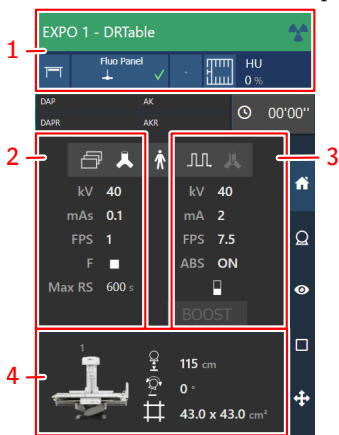 EXPO 1 - DRTable
1
Fluo Panel
HU
0 %
DAP AK
DAPR AKR
00'00"
2
3
kV 40
mAs 0.1
FPS 1
F
Max RS 600 s
kV 40
mA 2
FPS 7.5
ABS ON
BOOST
4
1
115 cm
0 °
43.0 x 43.0 cm²